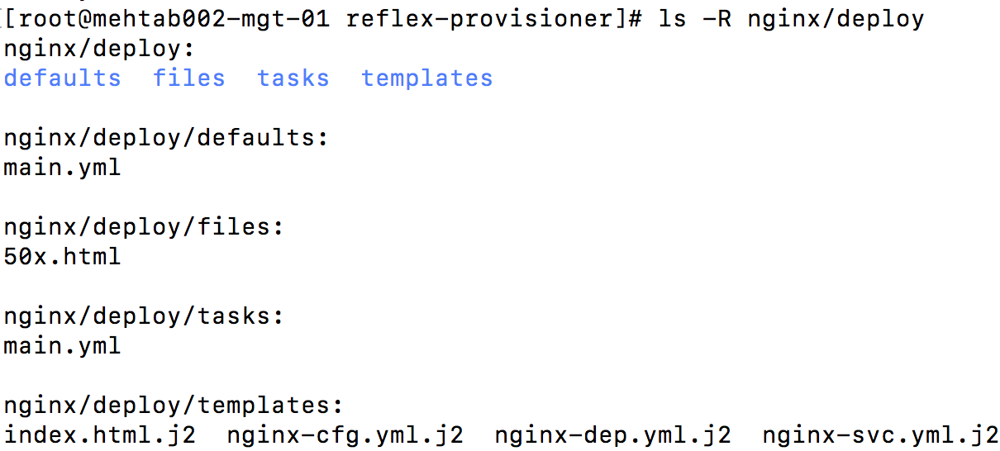 [root@mehtab002-mgt-01 reflex-provisioner]# ls -R nginx/deploy
nginx/deploy:
defaults  files  tasks  templates
nginx/deploy/defaults:
main.yml
nginx/deploy/files:
50x.html
nginx/deploy/tasks:
main.yml
nginx/deploy/templates:
index.html.j2  nginx-cfg.yml.j2  nginx-dep.yml.j2  nginx-svc.yml.j2